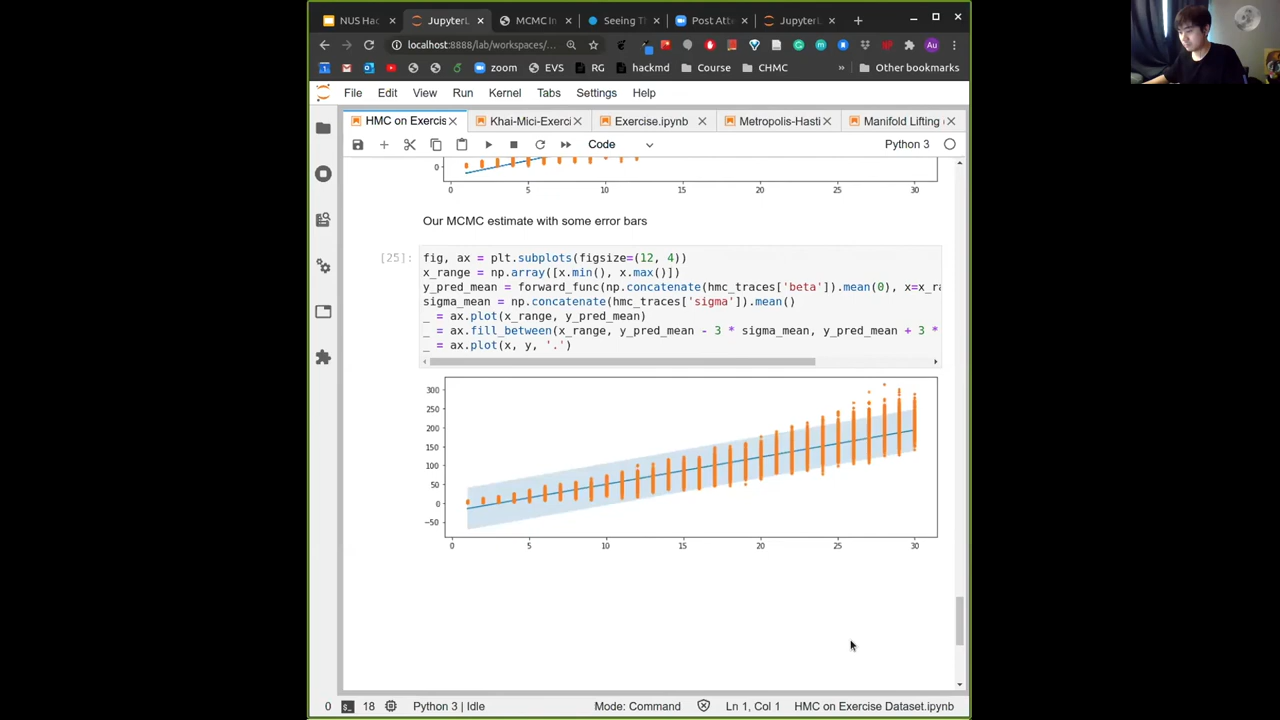 NUS Hac
JupyterL
MCMC In
Seeing Th
Post Atte
JupyterL
localhost:8888/lab/workspaces/...
Au
zoom
EVS
RG
hackmd
Course
CHMC
»
Other bookmarks
File Edit View Run Kernel Tabs Settings Help
HMC on Exercis
Khai-Mici-Exerci
Exercise.ipynb
Metropolis-Hasti
Manifold Lifting
Code
Python 3
0
0 5 10 15 20 25 30
Our MCMC estimate with some error bars
[25]:
fig, ax = plt.subplots(figsize=(12, 4))
x_range = np.array([x.min(), x.max()])
y_pred_mean = forward_func(np.concatenate(hmc_traces['beta']).mean(0), x=x_ra
sigma_mean = np.concatenate(hmc_traces['sigma']).mean()
_ = ax.plot(x_range, y_pred_mean)
_ = ax.fill_between(x_range, y_pred_mean - 3 * sigma_mean, y_pred_mean + 3 *
_ = ax.plot(x, y, '.')
300
250
200
150
100
50
0
−50
0 5 10 15 20 25 30
0 18 Python 3 | Idle Mode: Command Ln 1, Col 1 HMC on Exercise Dataset.ipynb